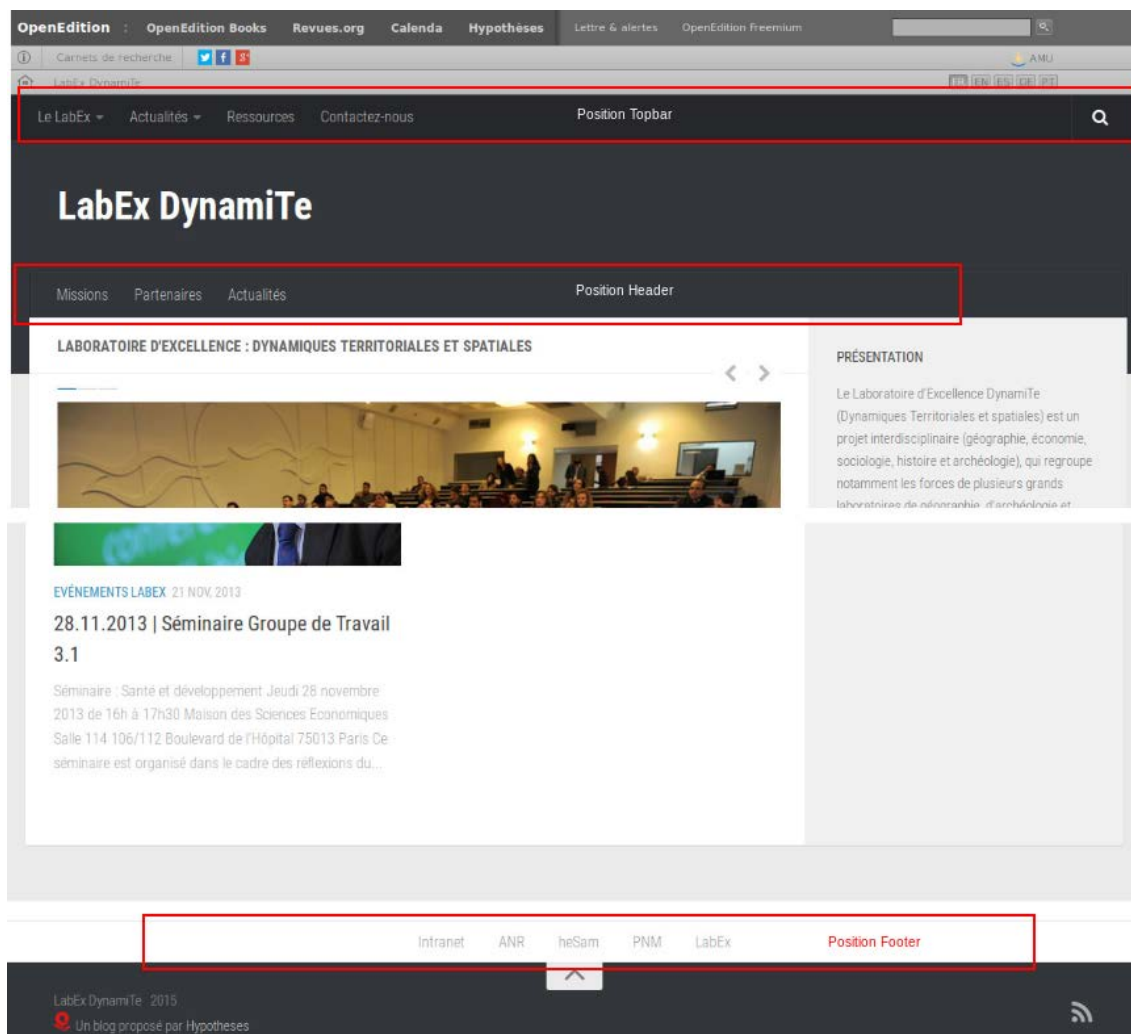 OpenEdition : OpenEdition Books Revues.org Calenda Hypothèses Lettre & alertes OpenEdition Freemium
Carnets de recherche AMU
LabEx DynamiTe FR EN ES DE PT
Le LabEx Actualités Ressources Contactez-nous Position Topbar
LabEx DynamiTe
Missions Partenaires Actualités Position Header
LABORATOIRE D'EXCELLENCE : DYNAMIQUES TERRITORIALES ET SPATIALES
PRÉSENTATION
Le Laboratoire d'Excellence DynamiTe
(Dynamiques Territoriales et spatiales) est un
projet interdisciplinaire (géographie, économie,
sociologie, histoire et archéologie), qui regroupe
notamment les forces de plusieurs grands
laboratoires de géographie, d'archéologie et
EVÉNEMENTS LABEX 21 NOV, 2013
28.11.2013 | Séminaire Groupe de Travail
3.1
Séminaire : Santé et développement Jeudi 28 novembre
2013 de 16h à 17h30 Maison des Sciences Economiques
Salle 114 106/112 Boulevard de l'Hôpital 75013 Paris Ce
séminaire est organisé dans le cadre des réflexions du...
Intranet ANR heSam PNM LabEx Position Footer
LabEx DynamiTe 2015
Un blog proposé par Hypotheses